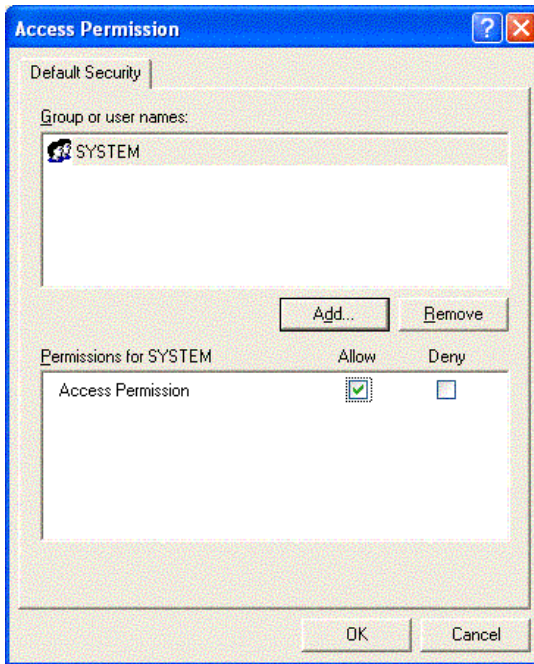 Access Permission
Default Security
Group or user names:
SYSTEM
Add... Remove
Permissions for SYSTEM Allow Deny
Access Permission
OK Cancel